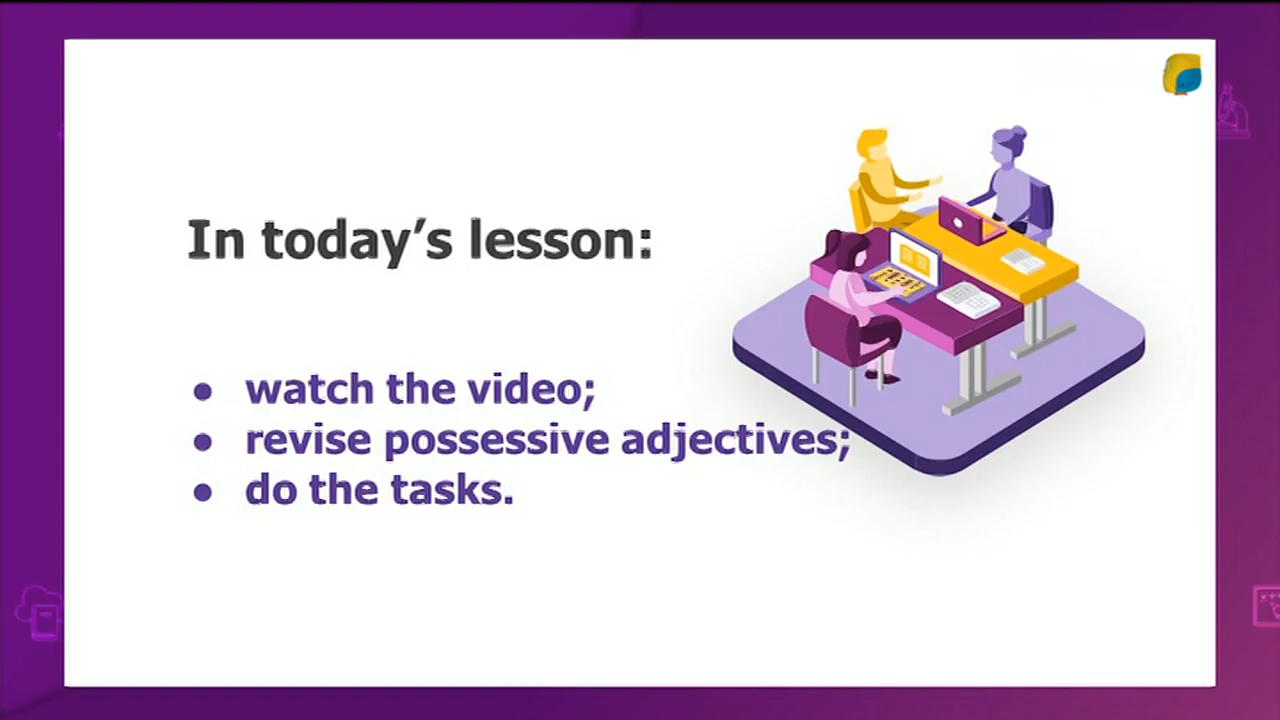 In today’s lesson:
● watch the video;
● revise possessive adjectives;
● do the tasks.